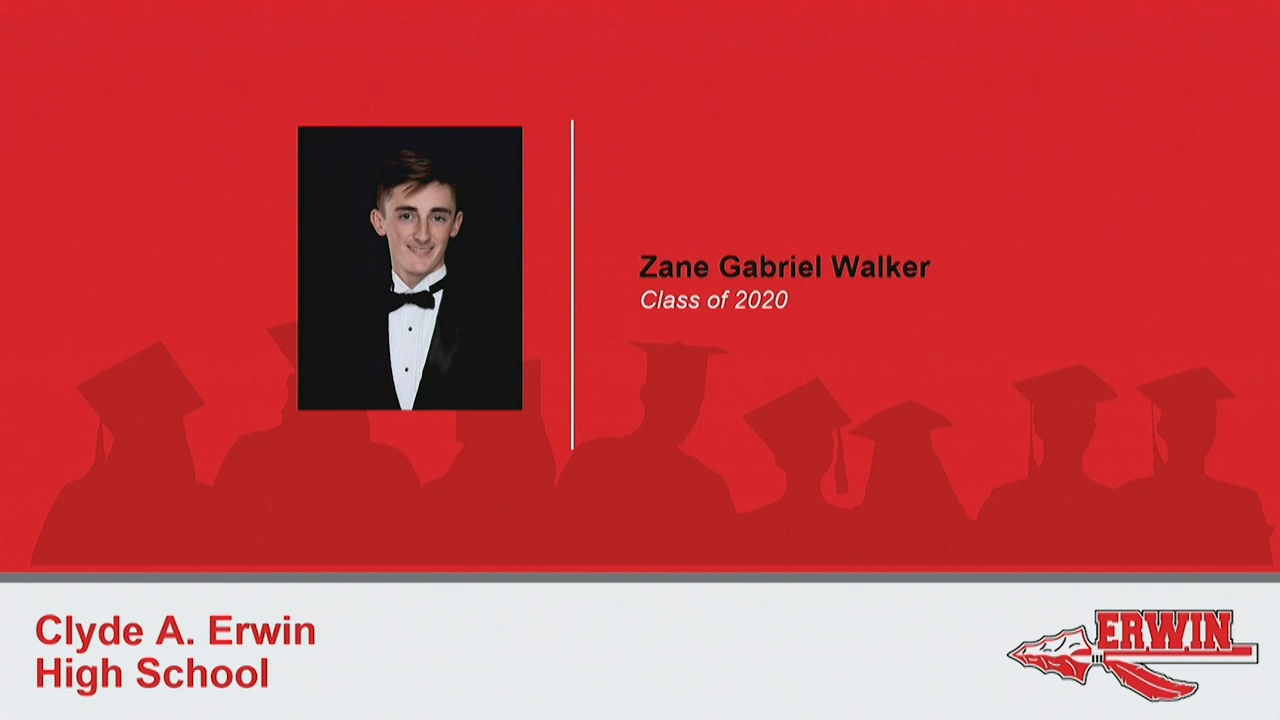 Zane Gabriel Walker
Class of 2020
Clyde A. Erwin
High School
ERWIN